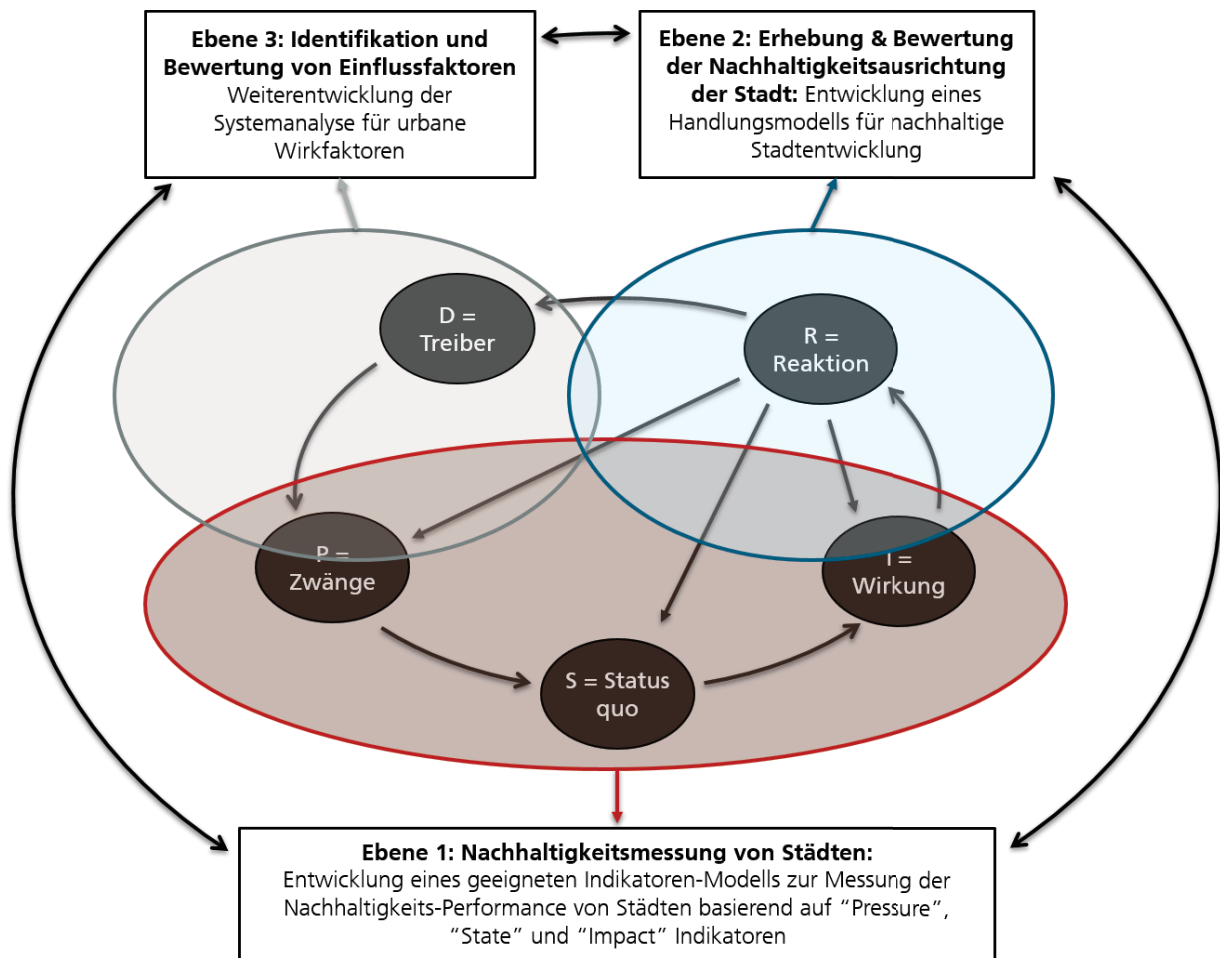 Ebene 3: Identifikation und
Bewertung von Einflussfaktoren
Weiterentwicklung der
Systemanalyse für urbane
Wirkfaktoren
Ebene 2: Erhebung & Bewertung
der Nachhaltigkeitsausrichtung
der Stadt: Entwicklung eines
Handlungsmodells für nachhaltige
Stadtentwicklung
D =
Treiber
R =
Reaktion
P =
Zwänge
I =
Wirkung
S = Status
quo
Ebene 1: Nachhaltigkeitsmessung von Städten:
Entwicklung eines geeigneten Indikatoren-Modells zur Messung der
Nachhaltigkeits-Performance von Städten basierend auf “Pressure”,
“State” und “Impact” Indikatoren